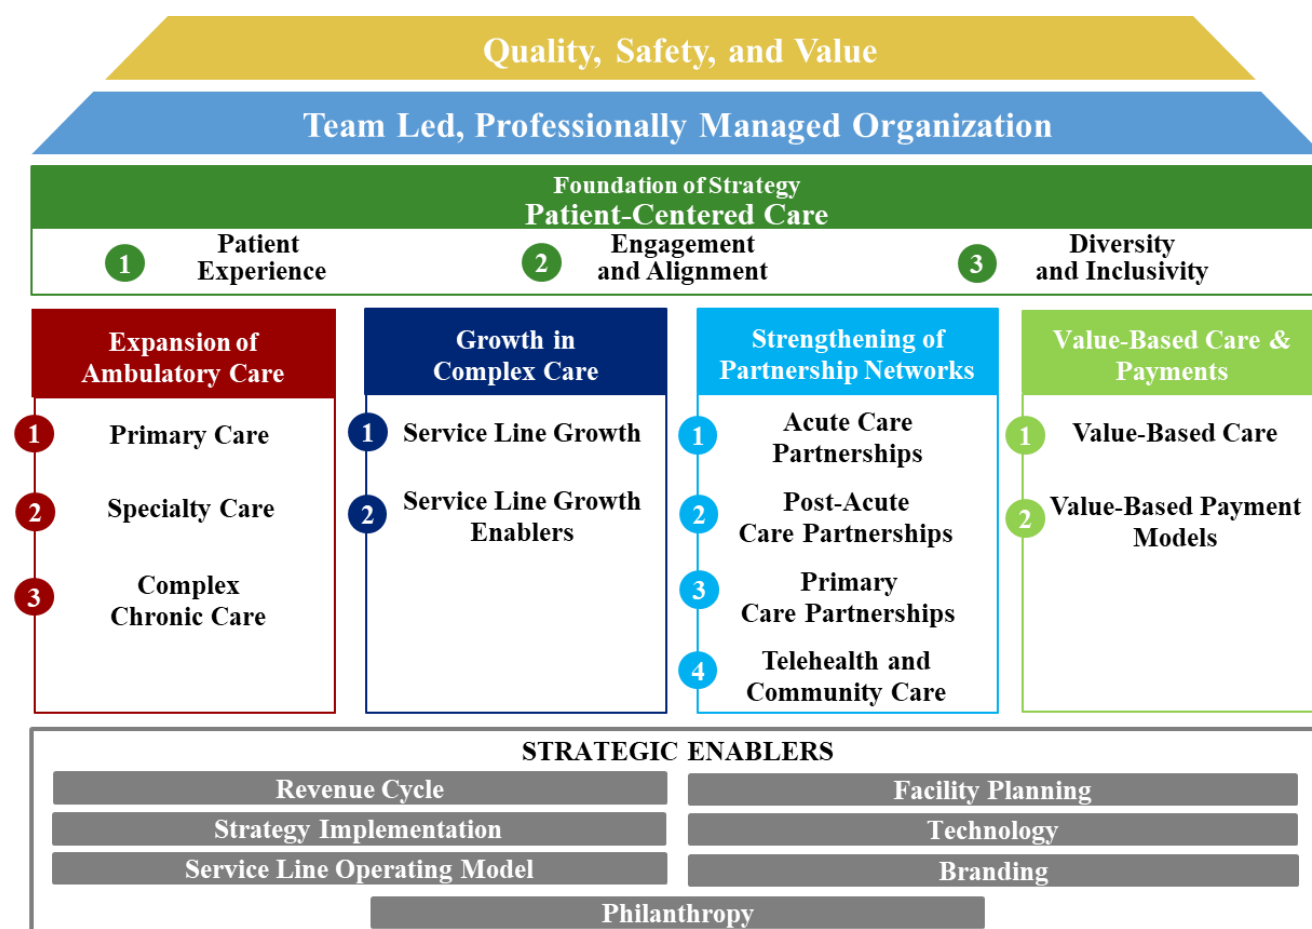 Quality, Safety, and Value
Team Led, Professionally Managed Organization
Foundation of Strategy
Patient-Centered Care
1
Patient
Experience
2
Engagement
and Alignment
3
Diversity
and Inclusivity
Expansion of
Ambulatory Care
1
Primary Care
2
Specialty Care
3
Complex
Chronic Care
Growth in
Complex Care
1
Service Line Growth
2
Service Line Growth
Enablers
Strengthening of
Partnership Networks
1
Acute Care
Partnerships
2
Post-Acute
Care Partnerships
3
Primary
Care Partnerships
4
Telehealth and
Community Care
Value-Based Care &
Payments
1
Value-Based Care
2
Value-Based Payment
Models
STRATEGIC ENABLERS
Revenue Cycle
Facility Planning
Strategy Implementation
Technology
Service Line Operating Model
Branding
Philanthropy